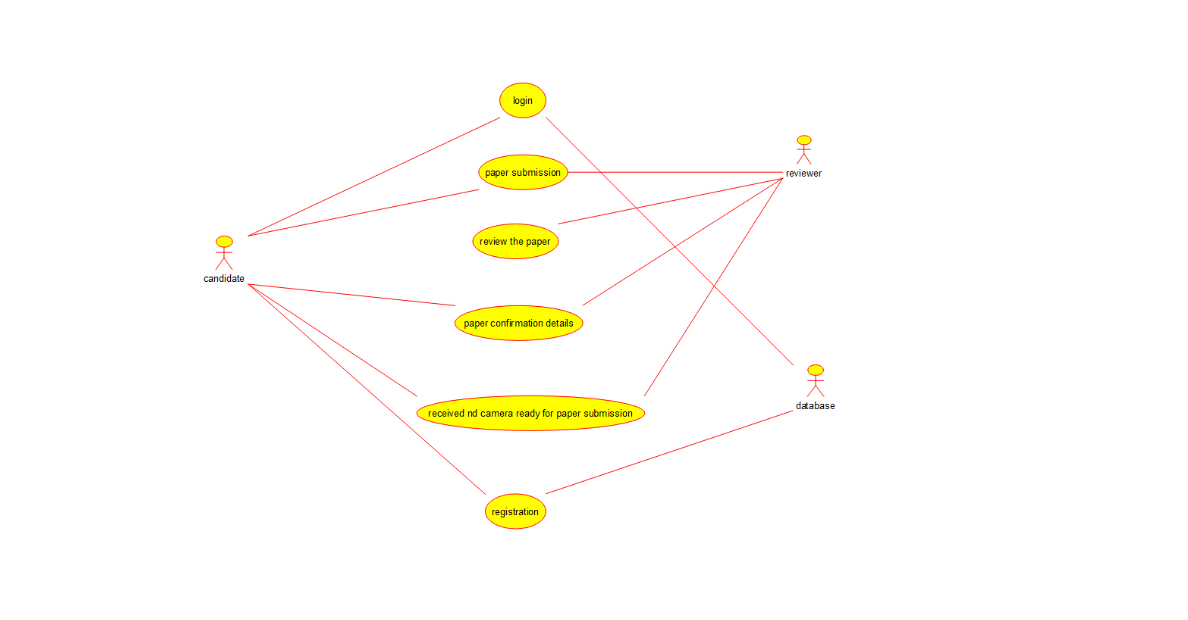 login
paper submission
reviewer
review the paper
candidate
paper confirmation details
database
received nd camera ready for paper submission
registration